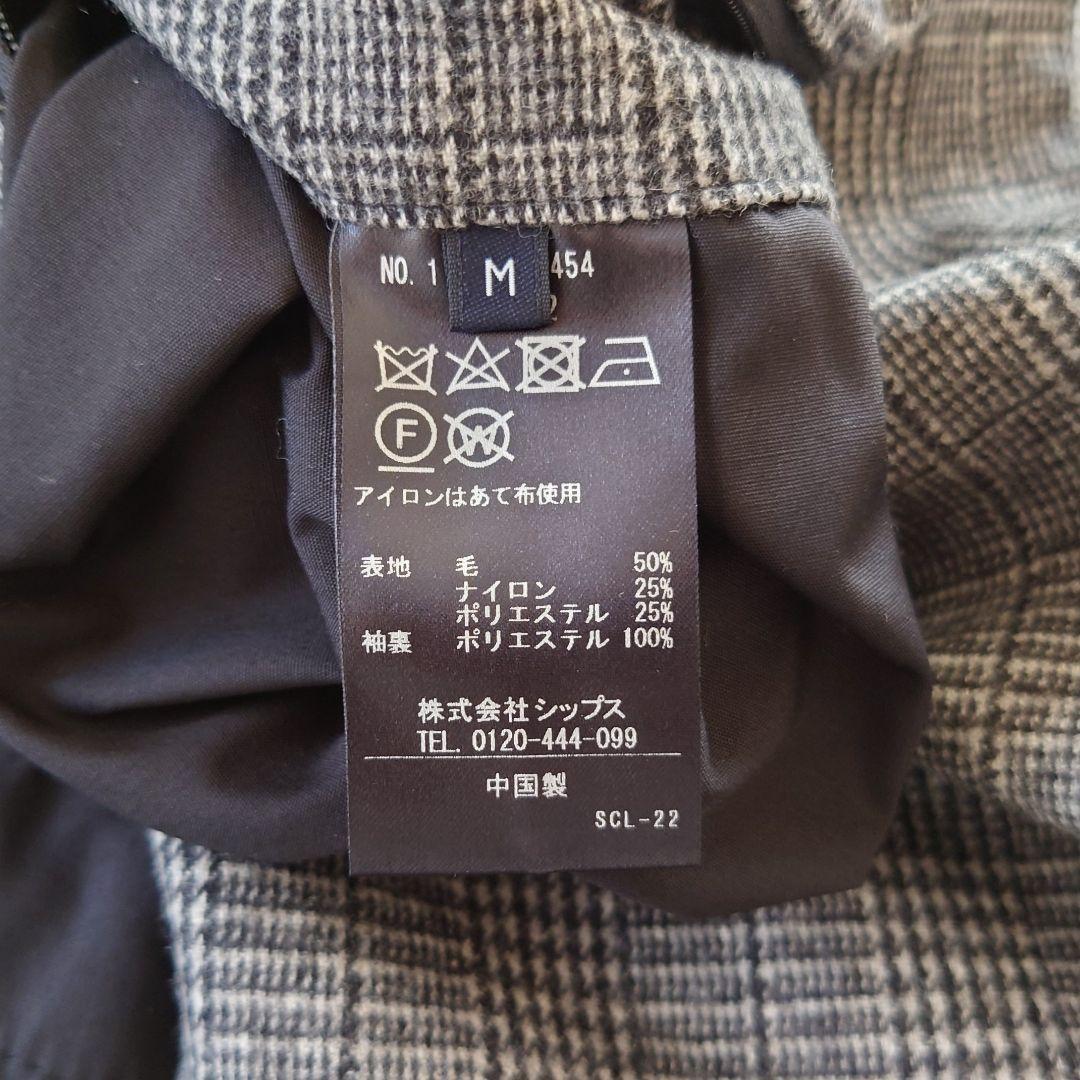 NO. 1 454
M
2
F
W
アイロンはあて布使用
表地 毛 50%
ナイロン 25%
ポリエステル 25%
袖裏 ポリエステル 100%
株式会社シップス
TEL. 0120-444-099
中国製
SCL-22